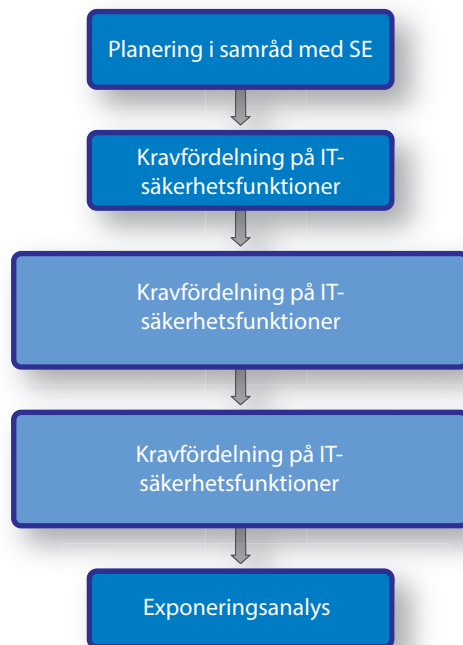 Planering i samråd med SE
Kravfördelning på IT-
säkerhetsfunktioner
Kravfördelning på IT-
säkerhetsfunktioner
Kravfördelning på IT-
säkerhetsfunktioner
Exponeringsanalys